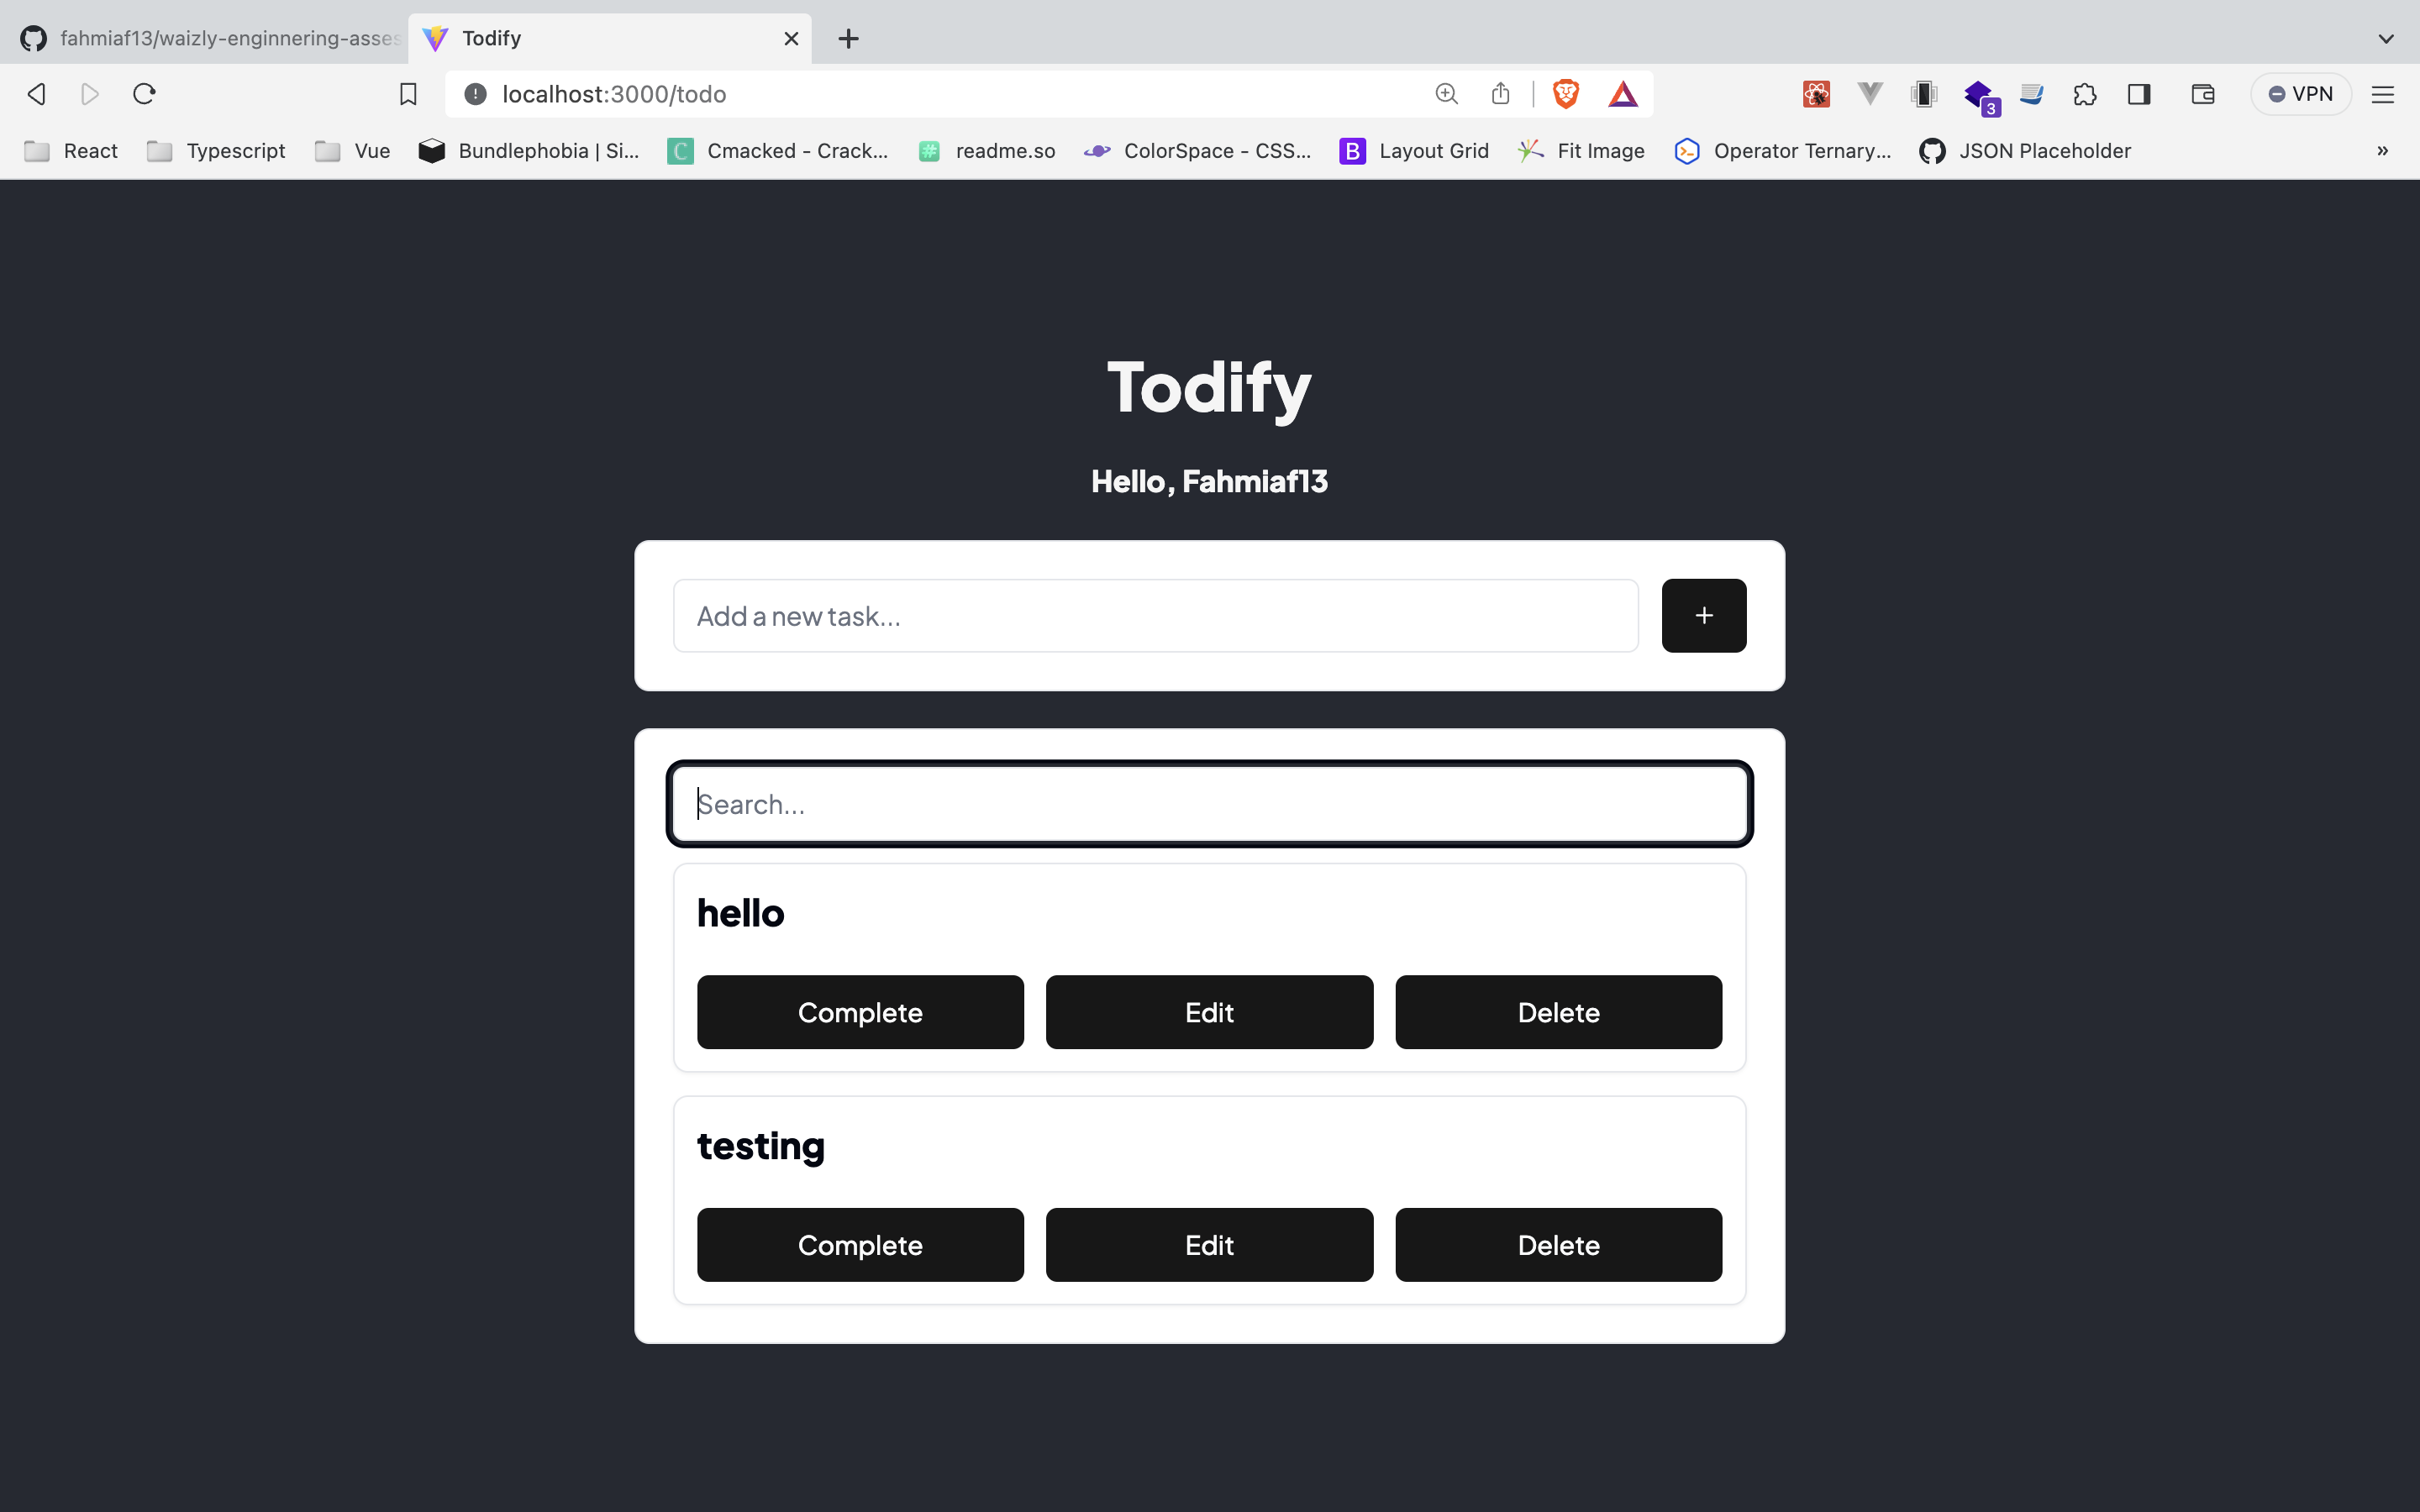 fahmiaf13/waizly-enginnering-asses
Todify
localhost:3000/todo
3
VPN
React
Typescript
Vue
Bundlephobia | Si...
C
Cmacked - Crack...
#
readme.so
ColorSpace - CSS...
B
Layout Grid
Fit Image
Operator Ternary...
JSON Placeholder
»
Todify
Hello, Fahmiaf13
Add a new task...
+
Search...
hello
Complete Edit Delete
testing
Complete Edit Delete